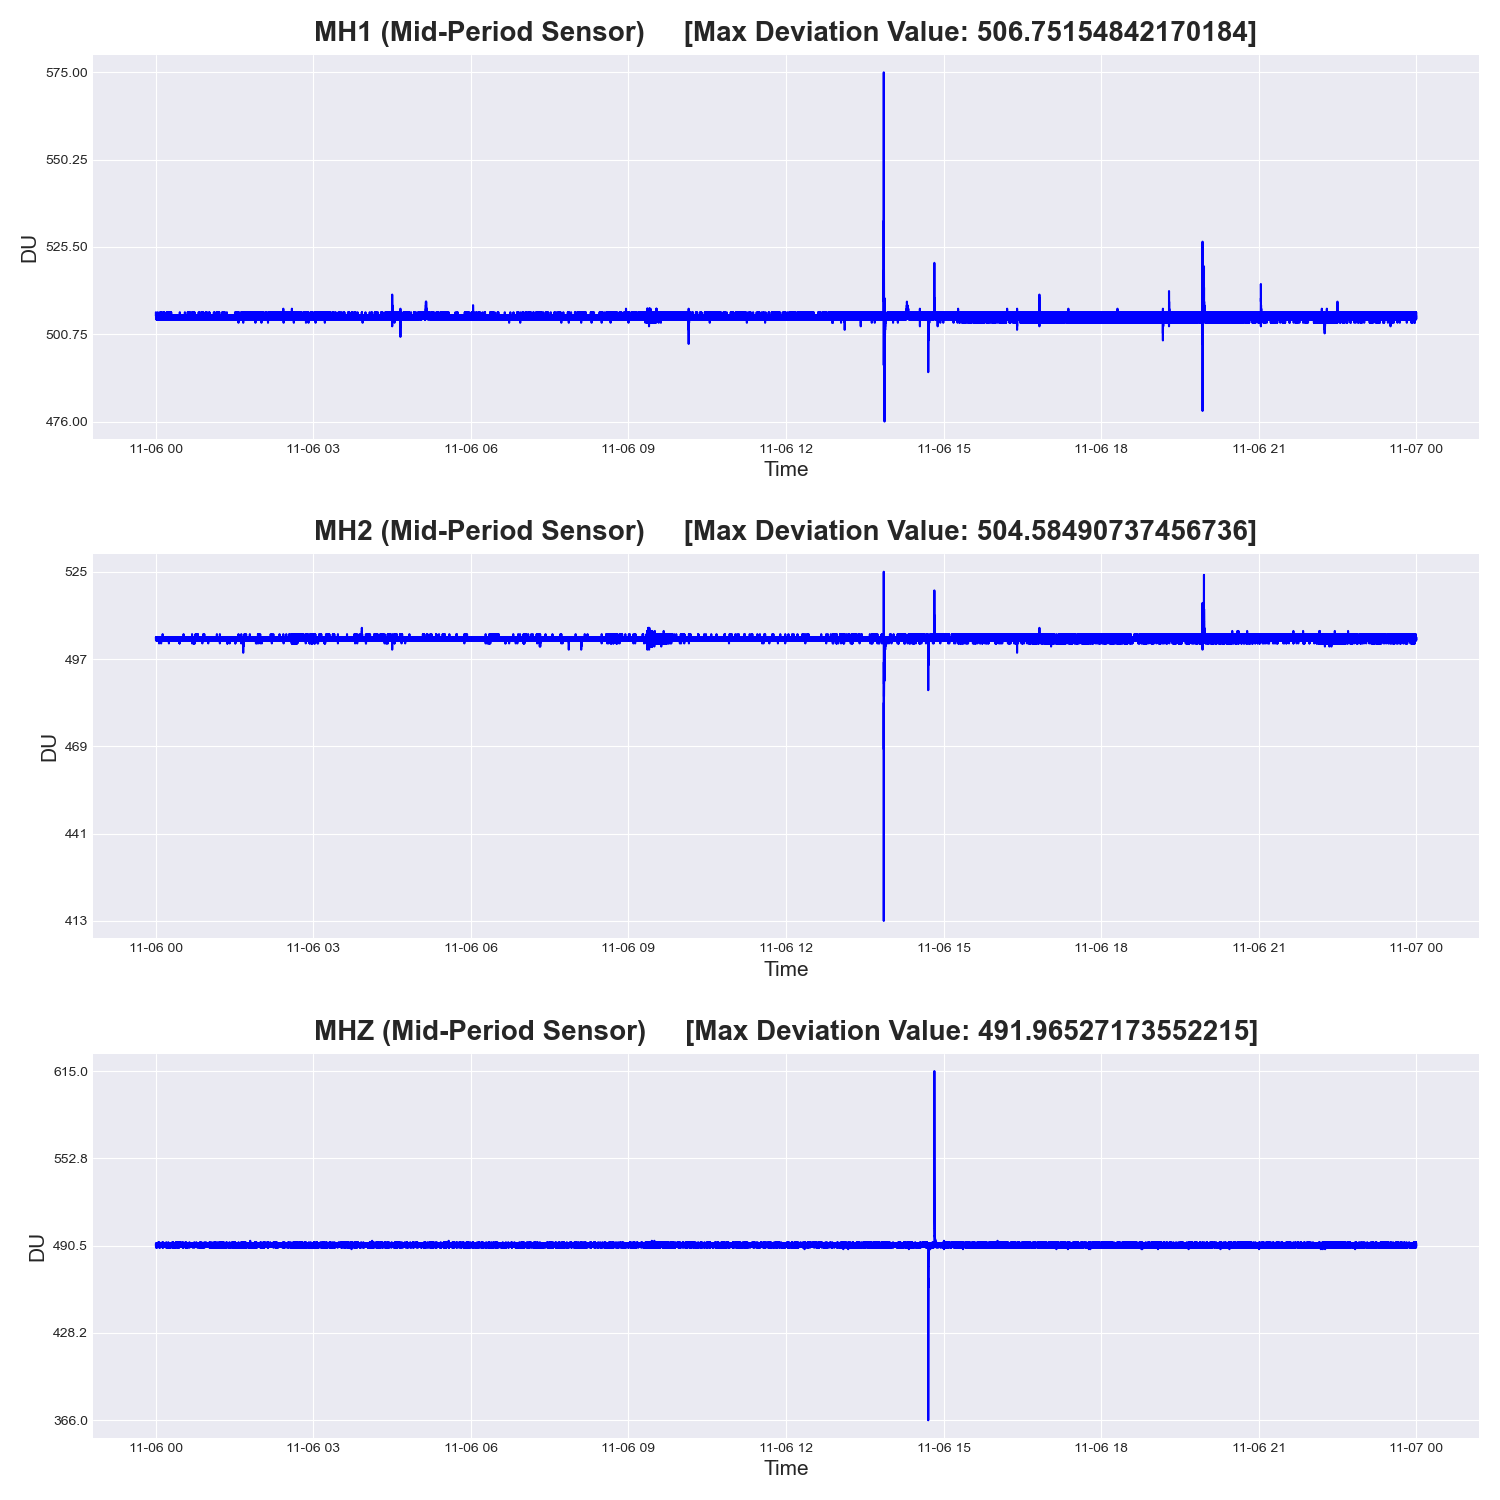 MH1 (Mid-Period Sensor) [Max Deviation Value: 506.75154842170184]
575.00
550.25
525.50
500.75
476.00
DU
11-06 00 11-06 03 11-06 06 11-06 09 11-06 12 11-06 15 11-06 18 11-06 21 11-07 00
Time
MH2 (Mid-Period Sensor) [Max Deviation Value: 504.58490737456736]
525
497
469
441
413
DU
11-06 00 11-06 03 11-06 06 11-06 09 11-06 12 11-06 15 11-06 18 11-06 21 11-07 00
Time
MHZ (Mid-Period Sensor) [Max Deviation Value: 491.96527173552215]
615.0
552.8
490.5
428.2
366.0
DU
11-06 00 11-06 03 11-06 06 11-06 09 11-06 12 11-06 15 11-06 18 11-06 21 11-07 00
Time